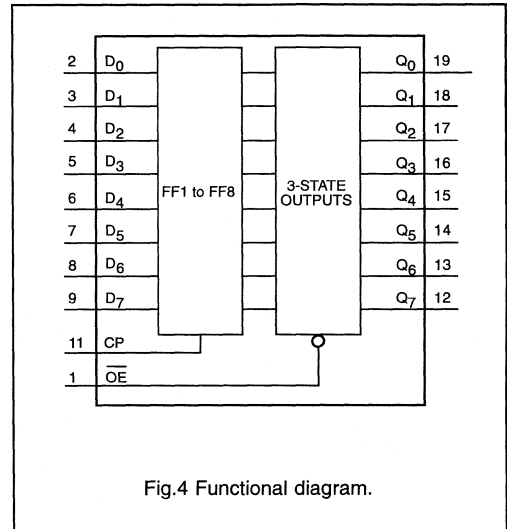 2 D0 Q0 19
3 D1 Q1 18
4 D2 Q2 17
5 D3 Q3 16
6 D4 FF1 to FF8 3-STATE OUTPUTS Q4 15
7 D5 Q5 14
8 D6 Q6 13
9 D7 Q7 12
11 CP
1 O̅E̅
Fig.4 Functional diagram.